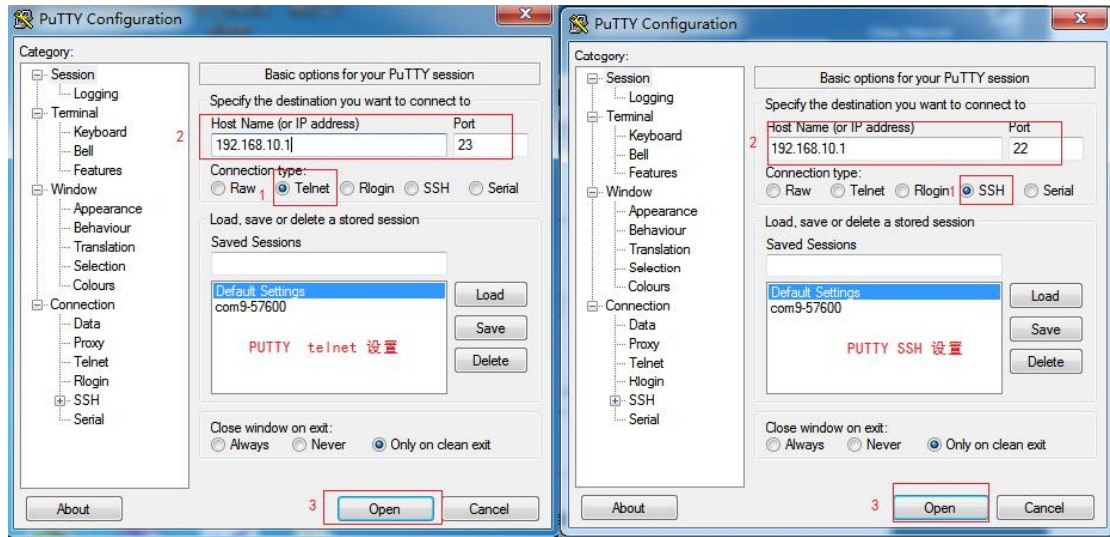 PuTTY Configuration
Category:
Session
Logging
Terminal
Keyboard
Bell
Features
Window
Appearance
Behaviour
Translation
Selection
Colours
Connection
Data
Proxy
Telnet
Rlogin
SSH
Serial
Basic options for your PuTTY session
Specify the destination you want to connect to
Host Name (or IP address) Port
2
192.168.10.1 23
Connection type:
Raw 1 Telnet Rlogin SSH Serial
Load, save or delete a stored session
Saved Sessions
Default Settings
com9-57600
Load
Save
Delete
PUTTY telnet 设置
Close window on exit:
Always Never Only on clean exit
About 3 Open Cancel
PuTTY Configuration
Category:
Session
Logging
Terminal
Keyboard
Bell
Features
Window
Appearance
Behaviour
Translation
Selection
Colours
Connection
Data
Proxy
Telnet
Rlogin
SSH
Serial
Basic options for your PuTTY session
Specify the destination you want to connect to
Host Name (or IP address) Port
2
192.168.10.1 22
Connection type:
Raw Telnet Rlogin 1 SSH Serial
Load, save or delete a stored session
Saved Sessions
Default Settings
com9-57600
Load
Save
Delete
PUTTY SSH 设置
Close window on exit:
Always Never Only on clean exit
About 3 Open Cancel